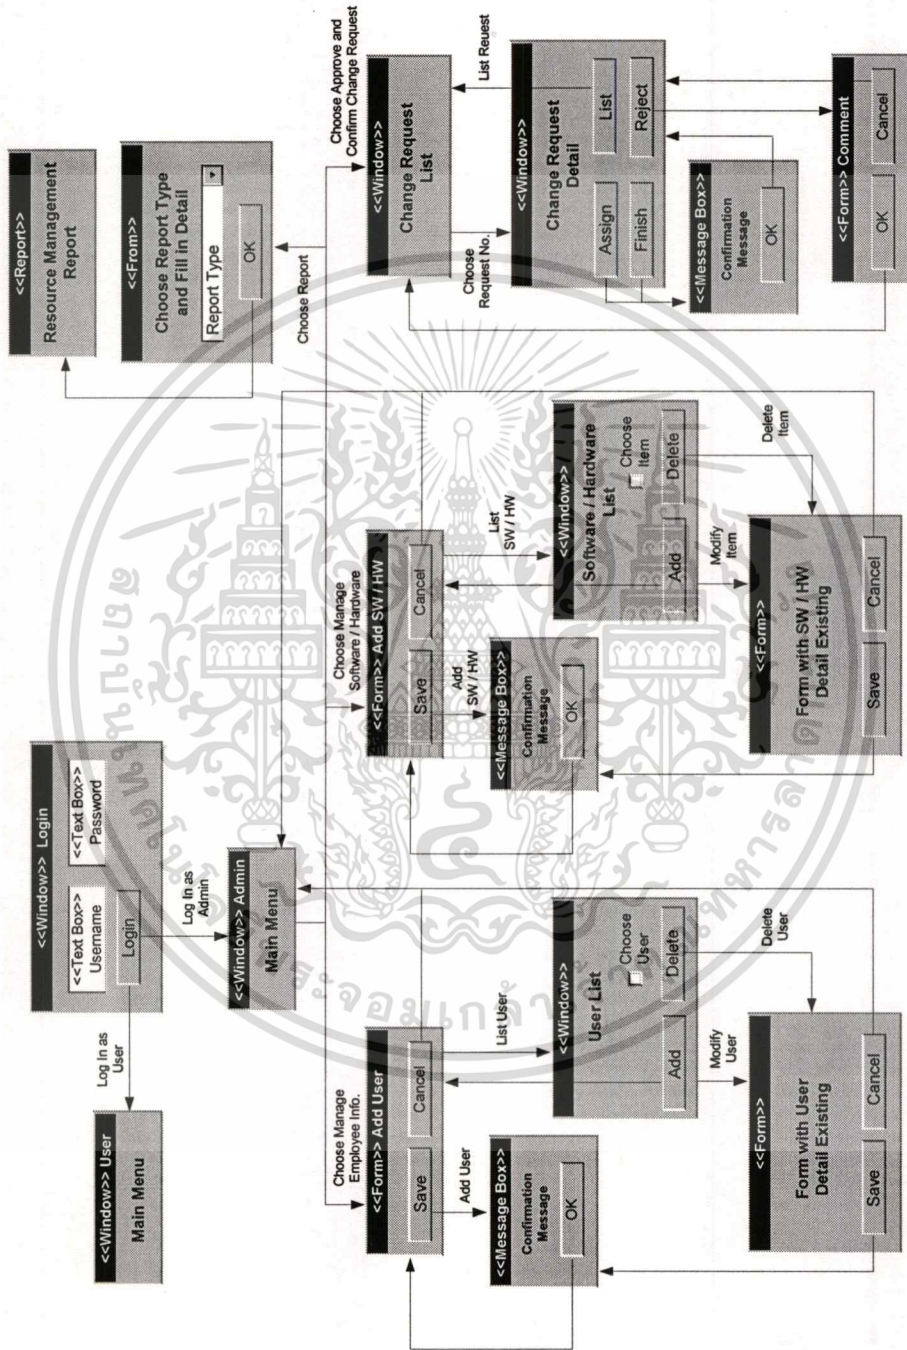 <<Window>> Login
<<Text Box>>
Username
<<Text Box>>
Password
Login
Log In as
User
Log In as
Admin
<<Window>> User
Main Menu
<<Window>> Admin
Main Menu
Choose Manage
Employee Info.
<<Form>> Add User
Save
Cancel
Add User
List User
<<Message Box>>
Confirmation
Message
OK
<<Window>>
User List
Choose
User
Add
Delete
Modify
User
Delete
User
<<Form>>
Form with User
Detail Existing
Save
Cancel
Choose Manage
Software / Hardware
<<Form>> Add SW / HW
Save
Cancel
Add
SW / HW
List
SW / HW
<<Message Box>>
Confirmation
Message
OK
<<Window>>
Software / Hardware
List
Choose
Item
Add
Delete
Modify
Item
Delete
Item
<<Form>>
Form with SW / HW
Detail Existing
Save
Cancel
<<Report>>
Resource Management
Report
<<From>>
Choose Report Type
and Fill in Detail
Report Type
OK
Choose Report
Choose Approve and
Confirm Change Request
<<Window>>
Change Request
List
Choose
Request No.
List Reuest
<<Window>>
Change Request
Detail
Assign
List
Finish
Reject
<<Message Box>>
Confirmation
Message
OK
<<Form>> Comment
OK
Cancel